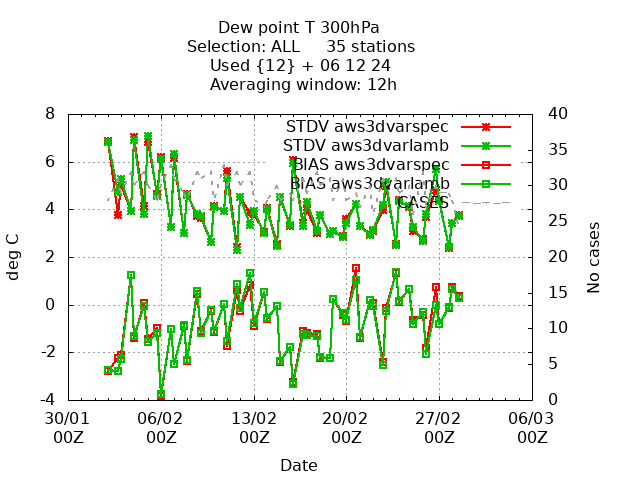 Dew point T 300hPa
Selection: ALL     35 stations
Used {12} + 06 12 24
Averaging window: 12h
STDV aws3dvarspec
STDV aws3dvarlamb
BIAS aws3dvarspec
BIAS aws3dvarlamb
CASES
deg C
8
6
4
2
0
-2
-4
No cases
40
35
30
25
20
15
10
5
0
30/01 06/02 13/02 20/02 27/02 06/03
00Z 00Z 00Z 00Z 00Z 00Z
Date